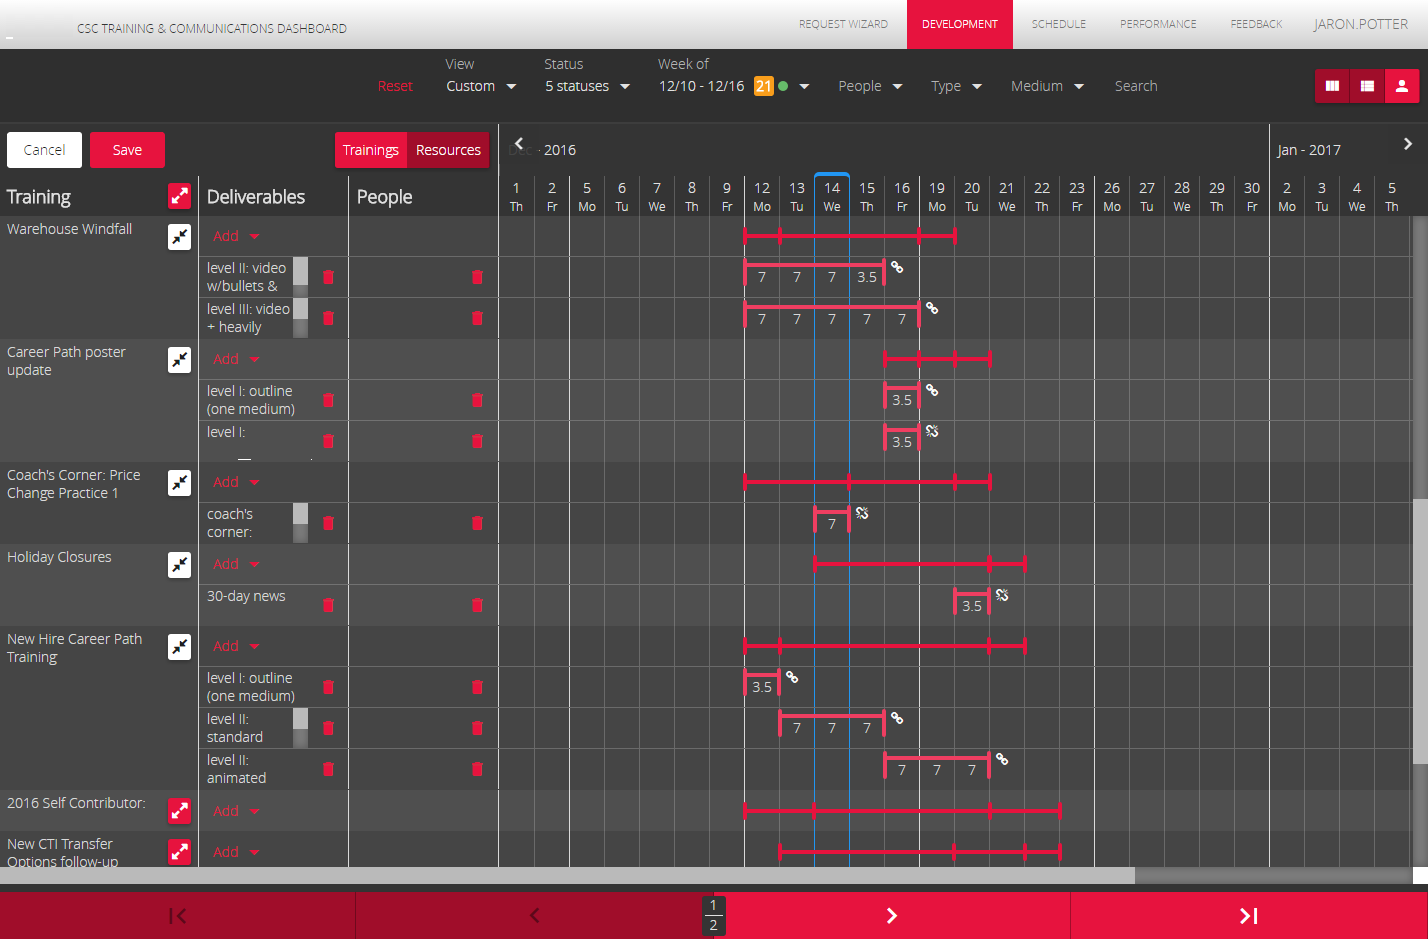 CSC TRAINING & COMMUNICATIONS DASHBOARD
REQUEST WIZARD DEVELOPMENT SCHEDULE PERFORMANCE FEEDBACK JARON.POTTER
View Status Week of
Reset Custom 5 statuses 12/10 - 12/16 21 People Type Medium Search
Cancel Save Trainings Resources Dec - 2016 Jan - 2017
Training Deliverables People
1 2 5 6 7 8 9 12 13 14 15 16 19 20 21 22 23 26 27 28 29 30 2 3 4 5
Th Fr Mo Tu We Th Fr Mo Tu We Th Fr Mo Tu We Th Fr Mo Tu We Th Fr Mo Tu We Th
Warehouse Windfall Add
level II: video
w/bullets & 7 7 7 3.5
level III: video
+ heavily 7 7 7 7 7
Career Path poster
update Add
level I: outline
(one medium) 3.5
level I: 3.5
Coach's Corner: Price
Change Practice 1 Add
coach's
corner: 7
Holiday Closures Add
30-day news 3.5
New Hire Career Path
Training Add
level I: outline
(one medium) 3.5
level II:
standard 7 7 7
level II:
animated 7 7 7
2016 Self Contributor: Add
New CTI Transfer
Options follow-up Add
1
2